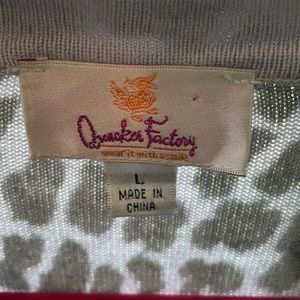 Quacker Factory
wear it with a smile
L
MADE IN
CHINA